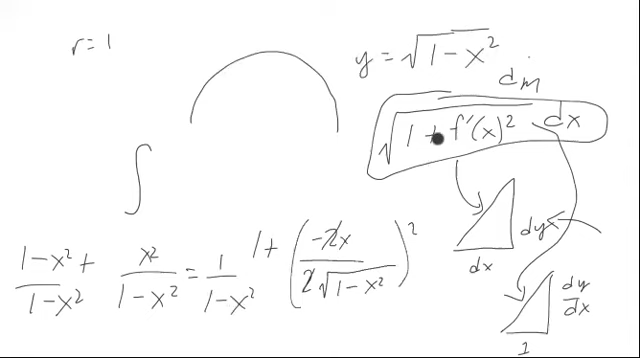 r=1
y = √(1-x²)
dm
√(1 + f'(x)²) dx
∫
dy
dx
(1-x²)/(1-x²) + x²/(1-x²) = 1/(1-x²)
1+ (-2x/(2√(1-x²)))²
dy/dx
1